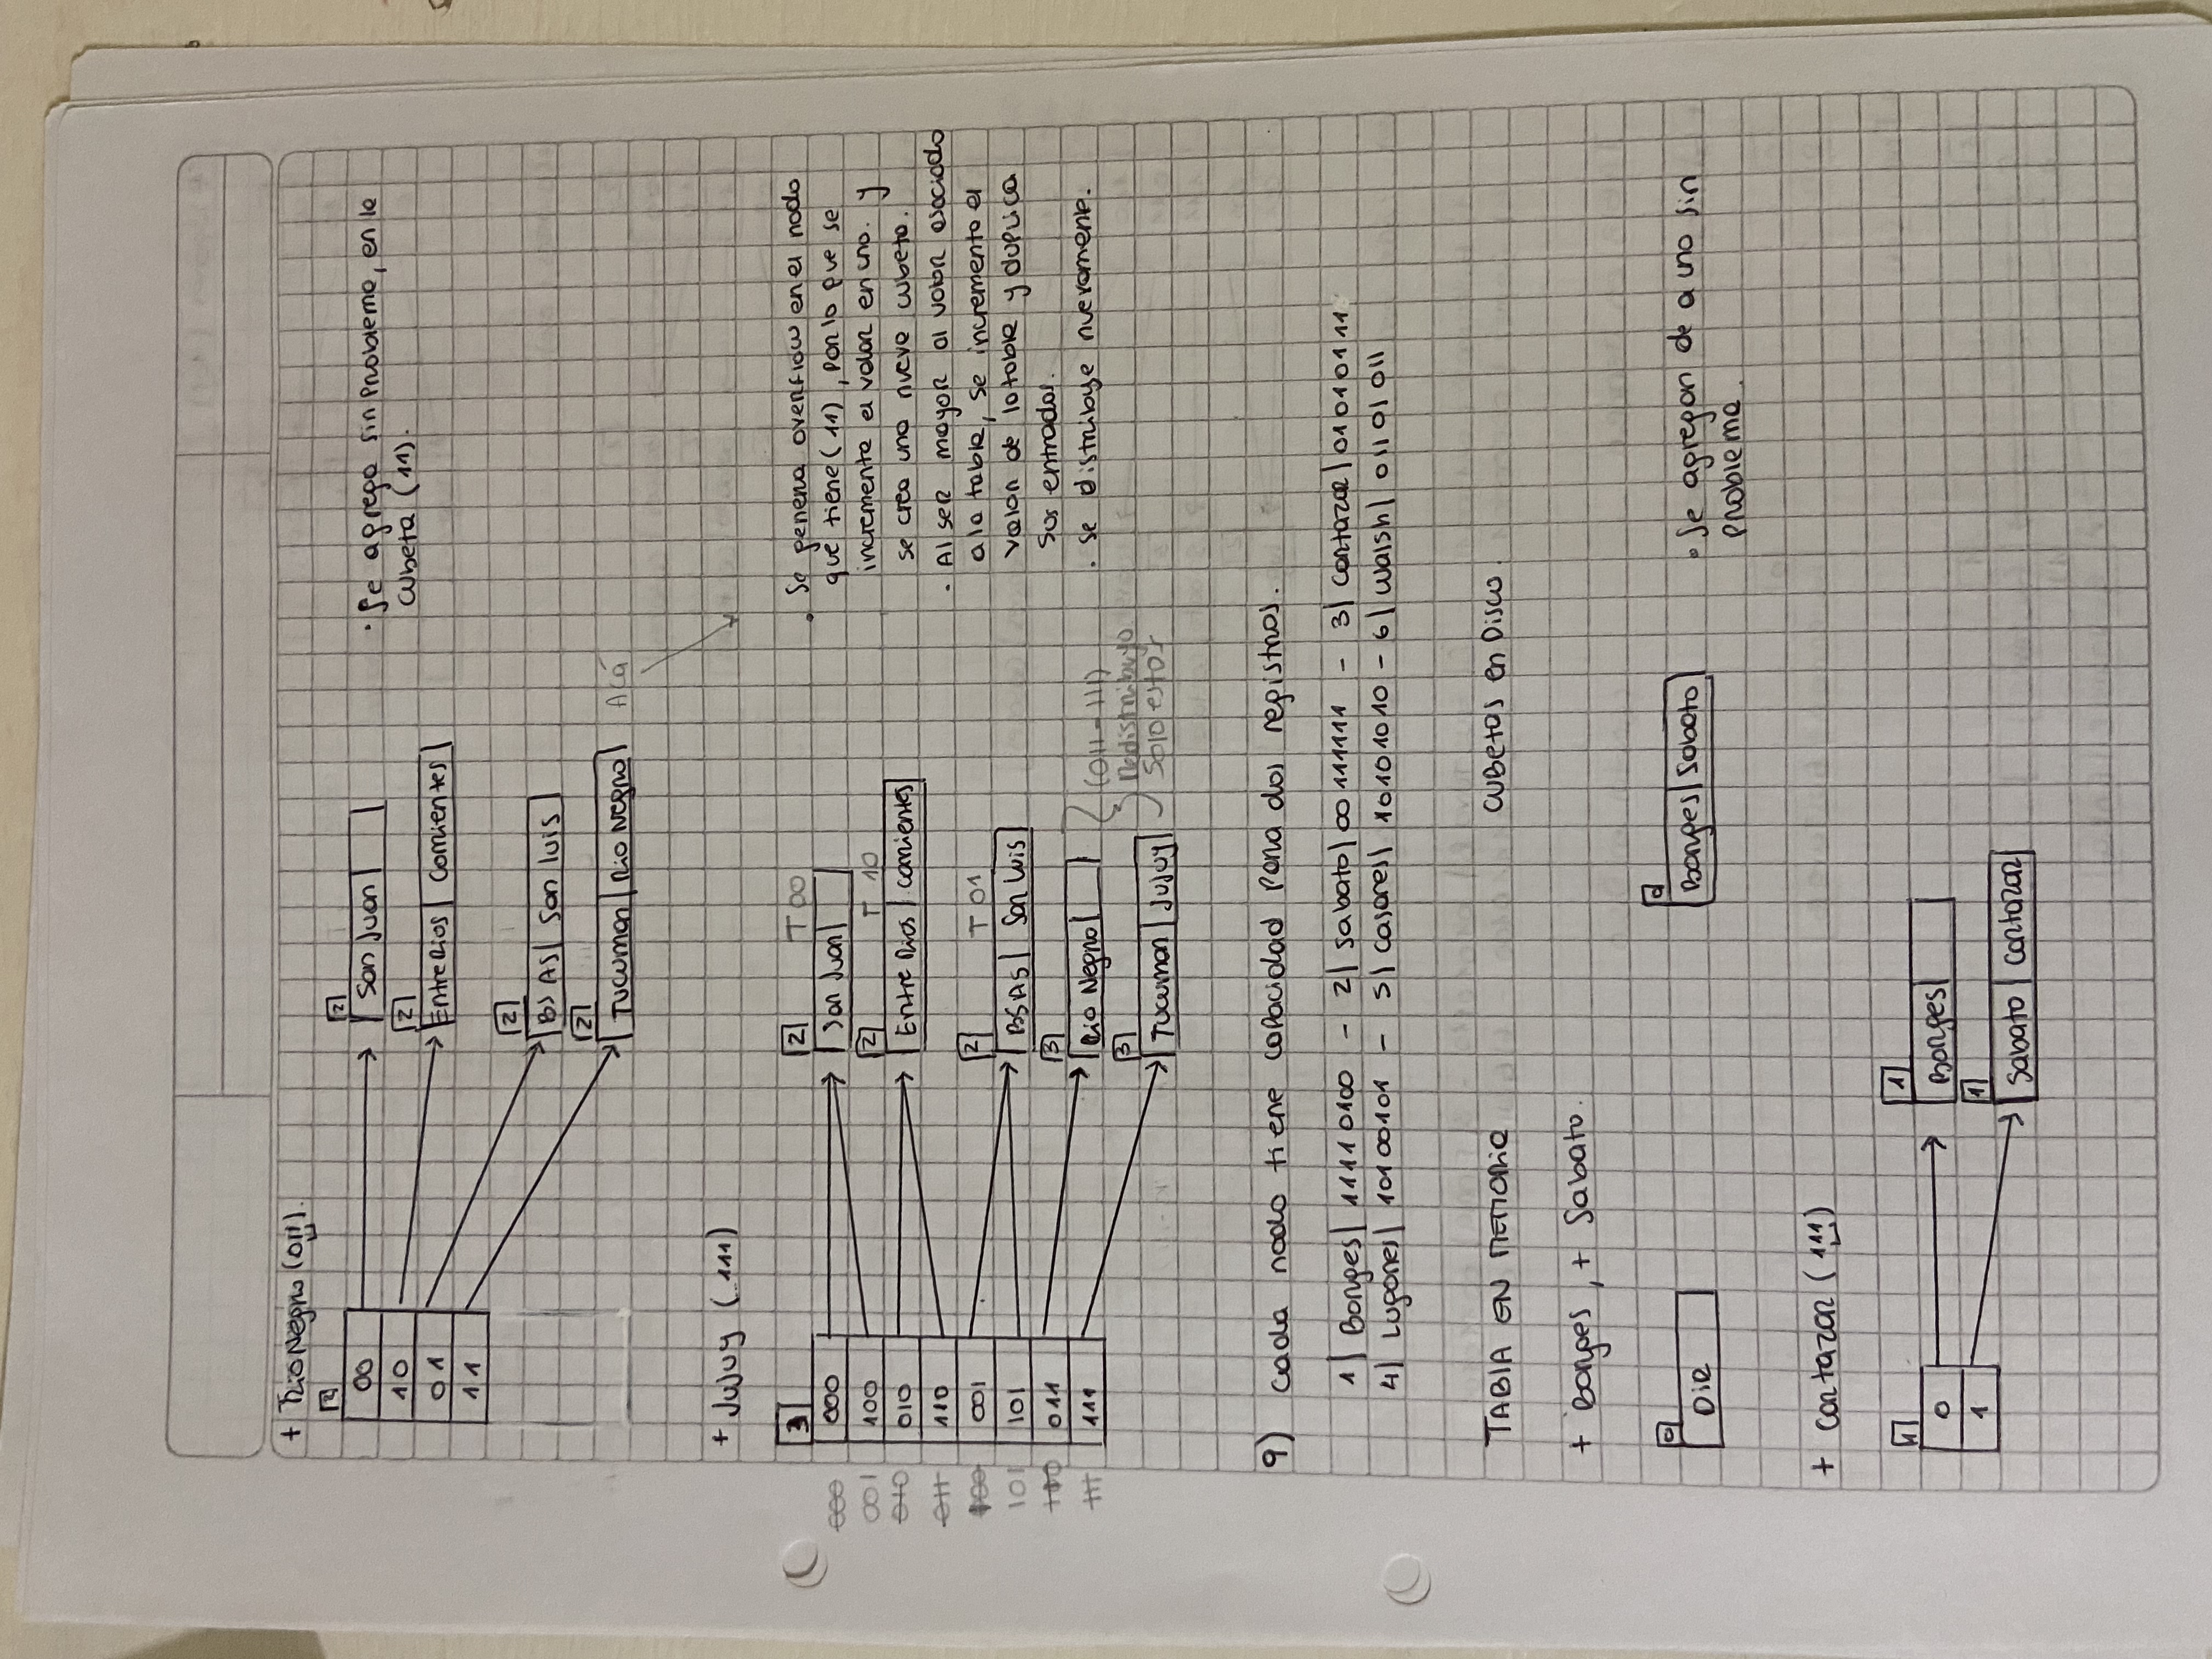 + Rio Negro (011).
2
00
10
01
11
2
San Juan
2
Entre Rios | Corrientes
2
BS AS | San Luis
2
Tucuman | Rio Negro
Acá
· Se agrega sin problema, en la
cubeta (11).
+ Jujuy (111)
3
000 000
001 100
010 010
011 110
100 001
101 101
110 011
111 111
2 T 00
San Juan
2 T 10
Entre Rios | Corrientes
2 T 01
BS AS | San Luis
3
Rio Negro
3
Tucuman | Jujuy
(011-111)
Redistribuyo
Solo estos
· Se genera overflow en el nodo
que tiene (11), por lo que se
incrementa el valor en uno. y
se crea una nueva cubeta.
· Al ser mayor al valor asociado
a la tabla, se incrementa el
valor de la tabla y duplica
sus entradas.
· Se distribuye nuevamente.
9) Cada nodo tiene capacidad para dos registros.
1| Borges| 11110100 - 2| Sabato| 00111111 - 3| Cortazar| 01010111
4| Lugones| 10100101 - 5| Casares| 10101010 - 6| Walsh| 01101011
TABLA EN MEMORIA CUBETAS EN DISCO
+ Borges, + Sabato.
0
Dir
0
Borges | Sabato
· Se agregan de a uno sin
problema.
+ Cortazar (111)
1
0
1
1
Borges
1
Sabato | Cortazar